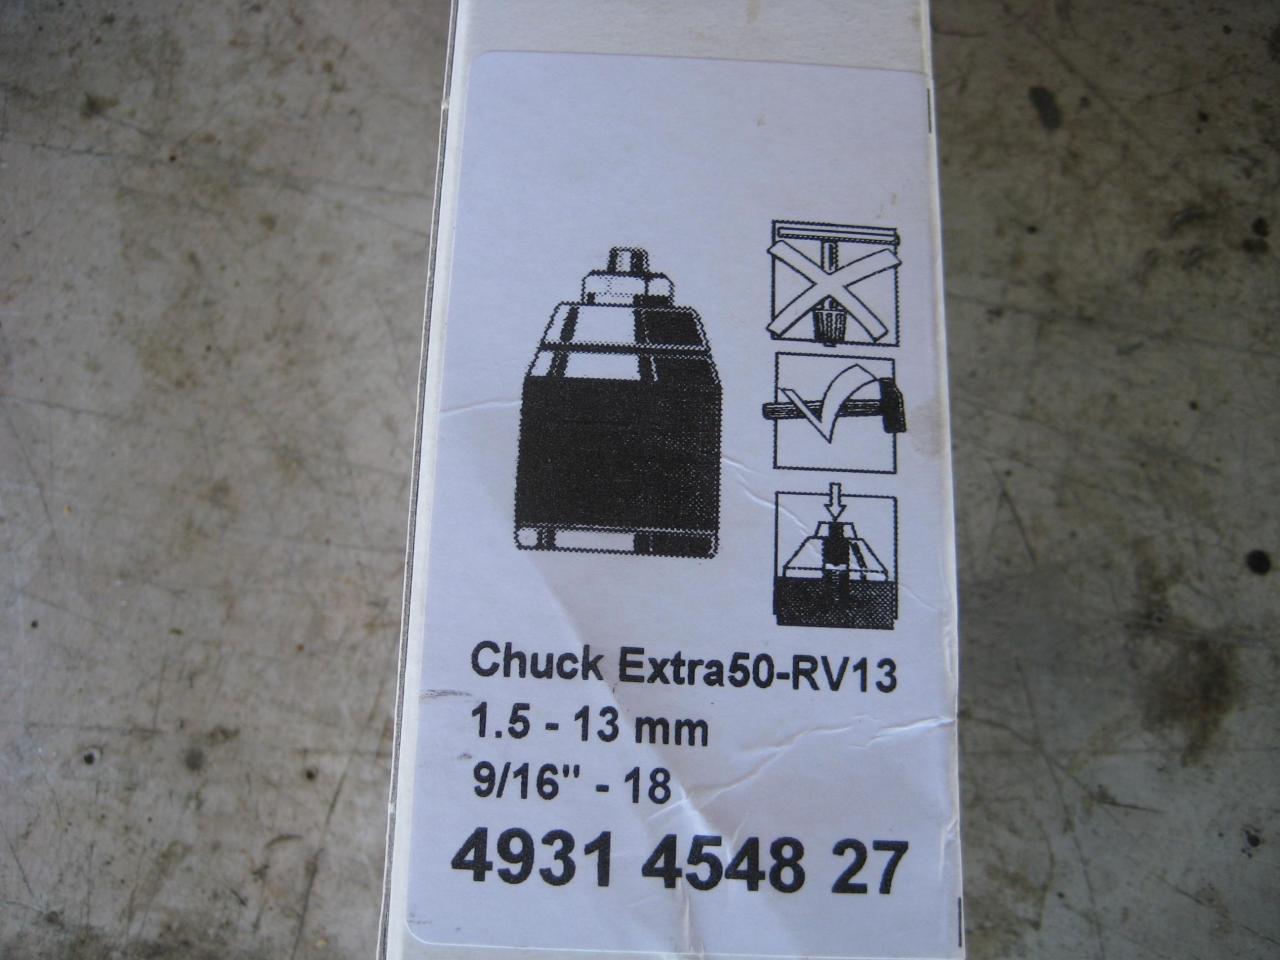 Chuck Extra50-RV13
1.5 - 13 mm
9/16" - 18
4931 4548 27